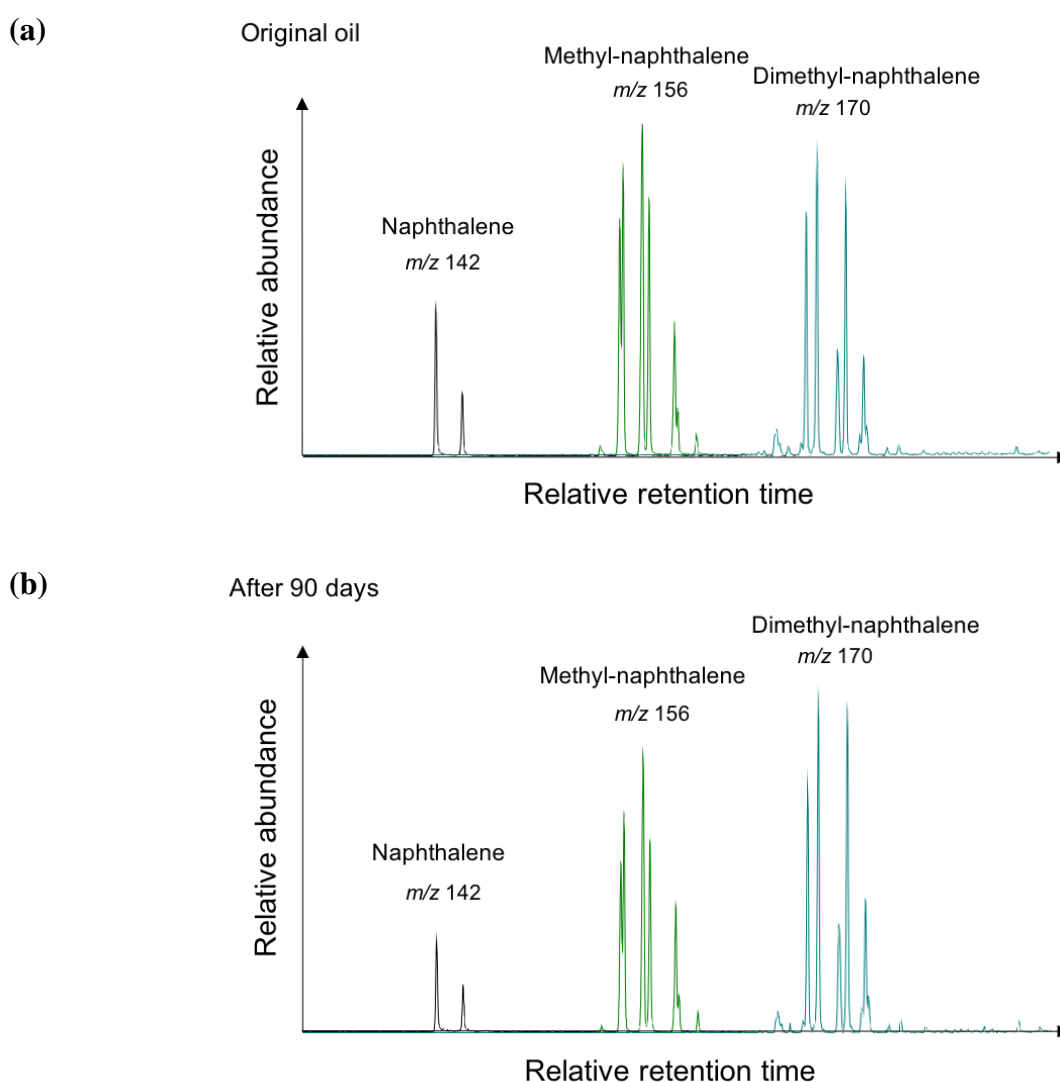 (a)
Original oil
Methyl-naphthalene
m/z 156
Dimethyl-naphthalene
m/z 170
Naphthalene
m/z 142
Relative abundance
Relative retention time
(b)
After 90 days
Dimethyl-naphthalene
m/z 170
Methyl-naphthalene
m/z 156
Naphthalene
m/z 142
Relative abundance
Relative retention time